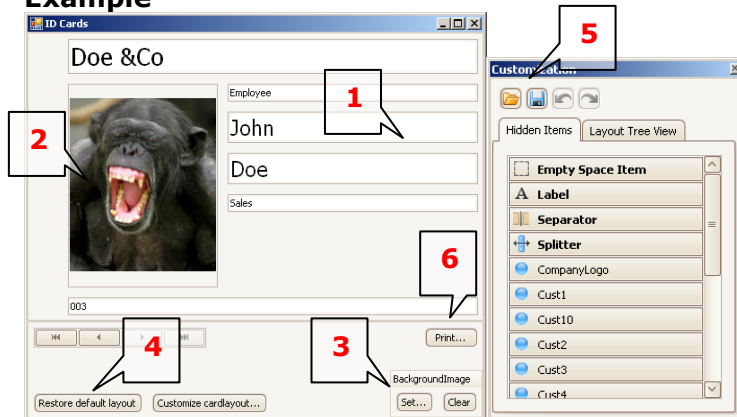 Example
ID Cards
Doe &Co
Employee
John
Doe
Sales
003
Print...
BackgroundImage
Restore default layout
Customize cardlayout...
Set...
Clear
1
2
3
4
5
6
Customization
Hidden Items
Layout Tree View
Empty Space Item
A Label
Separator
Splitter
CompanyLogo
Cust1
Cust10
Cust2
Cust3
Cust4